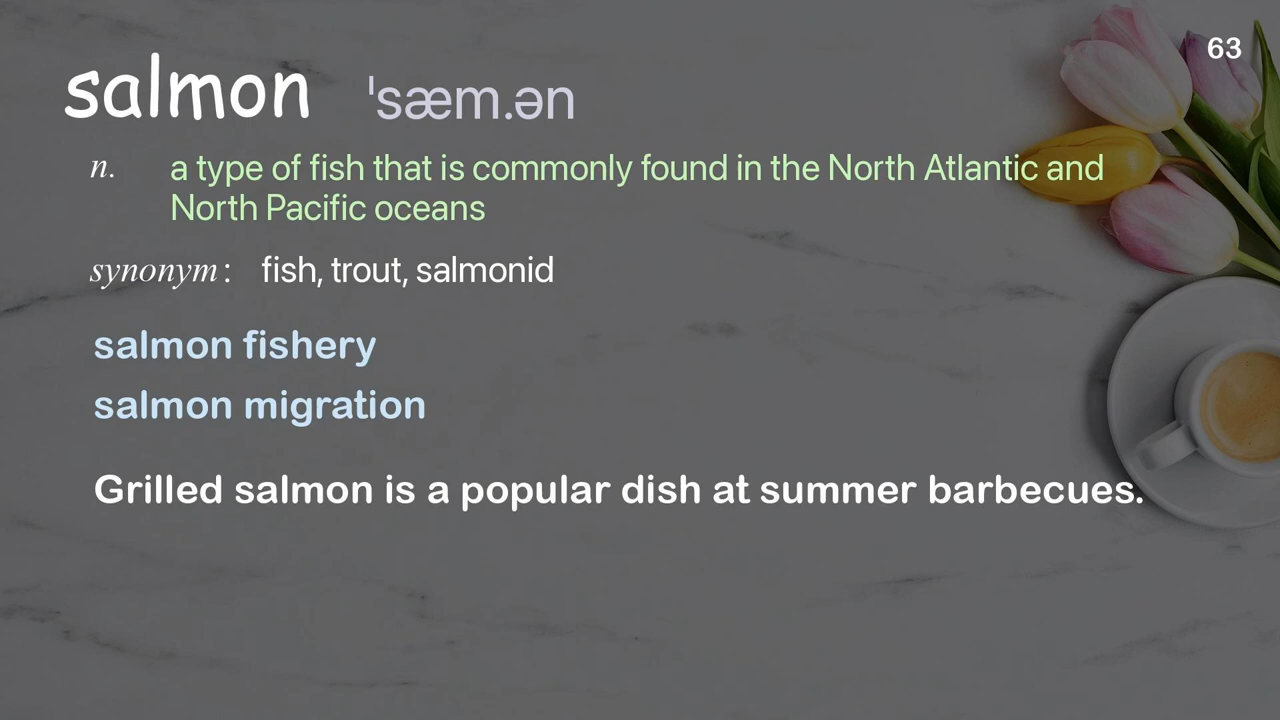 63
salmon ˈsæm.ən
n. a type of fish that is commonly found in the North Atlantic and
North Pacific oceans
synonym: fish, trout, salmonid
salmon fishery
salmon migration
Grilled salmon is a popular dish at summer barbecues.